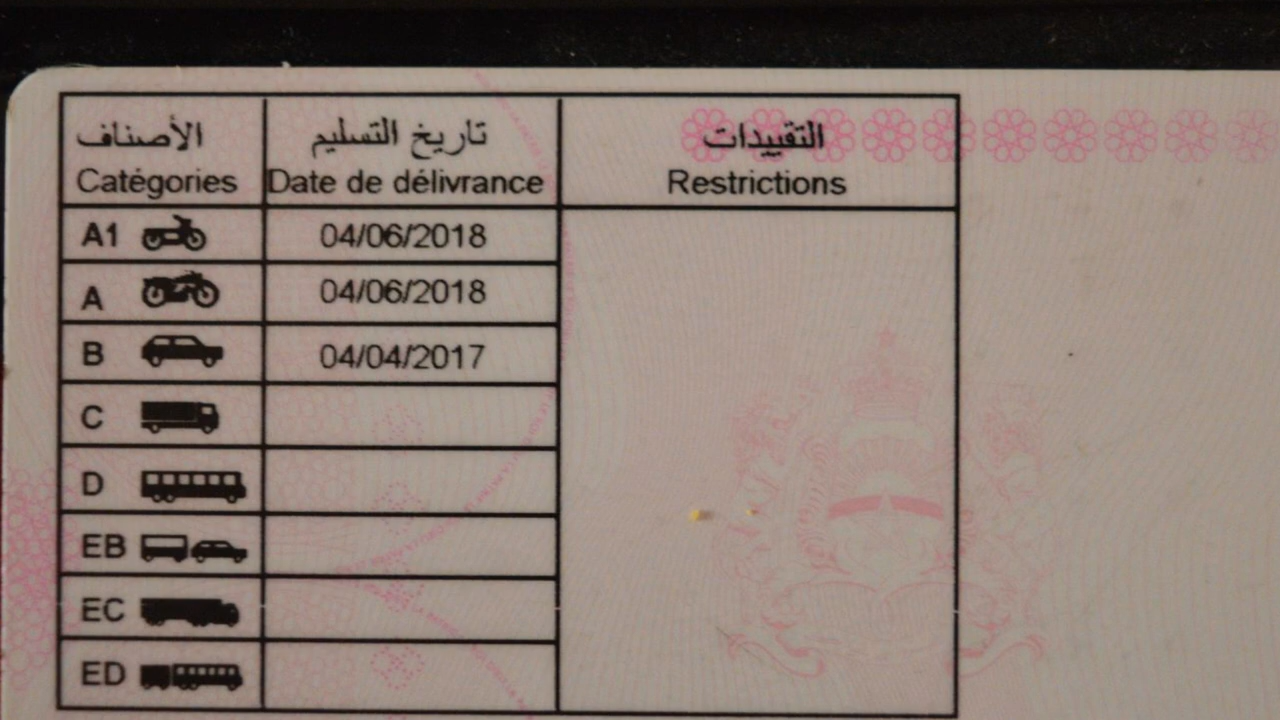 الأصناف تاريخ التسليم التقييدات
Catégories Date de délivrance Restrictions
A1 04/06/2018
A 04/06/2018
B 04/04/2017
C
D
EB
EC
ED